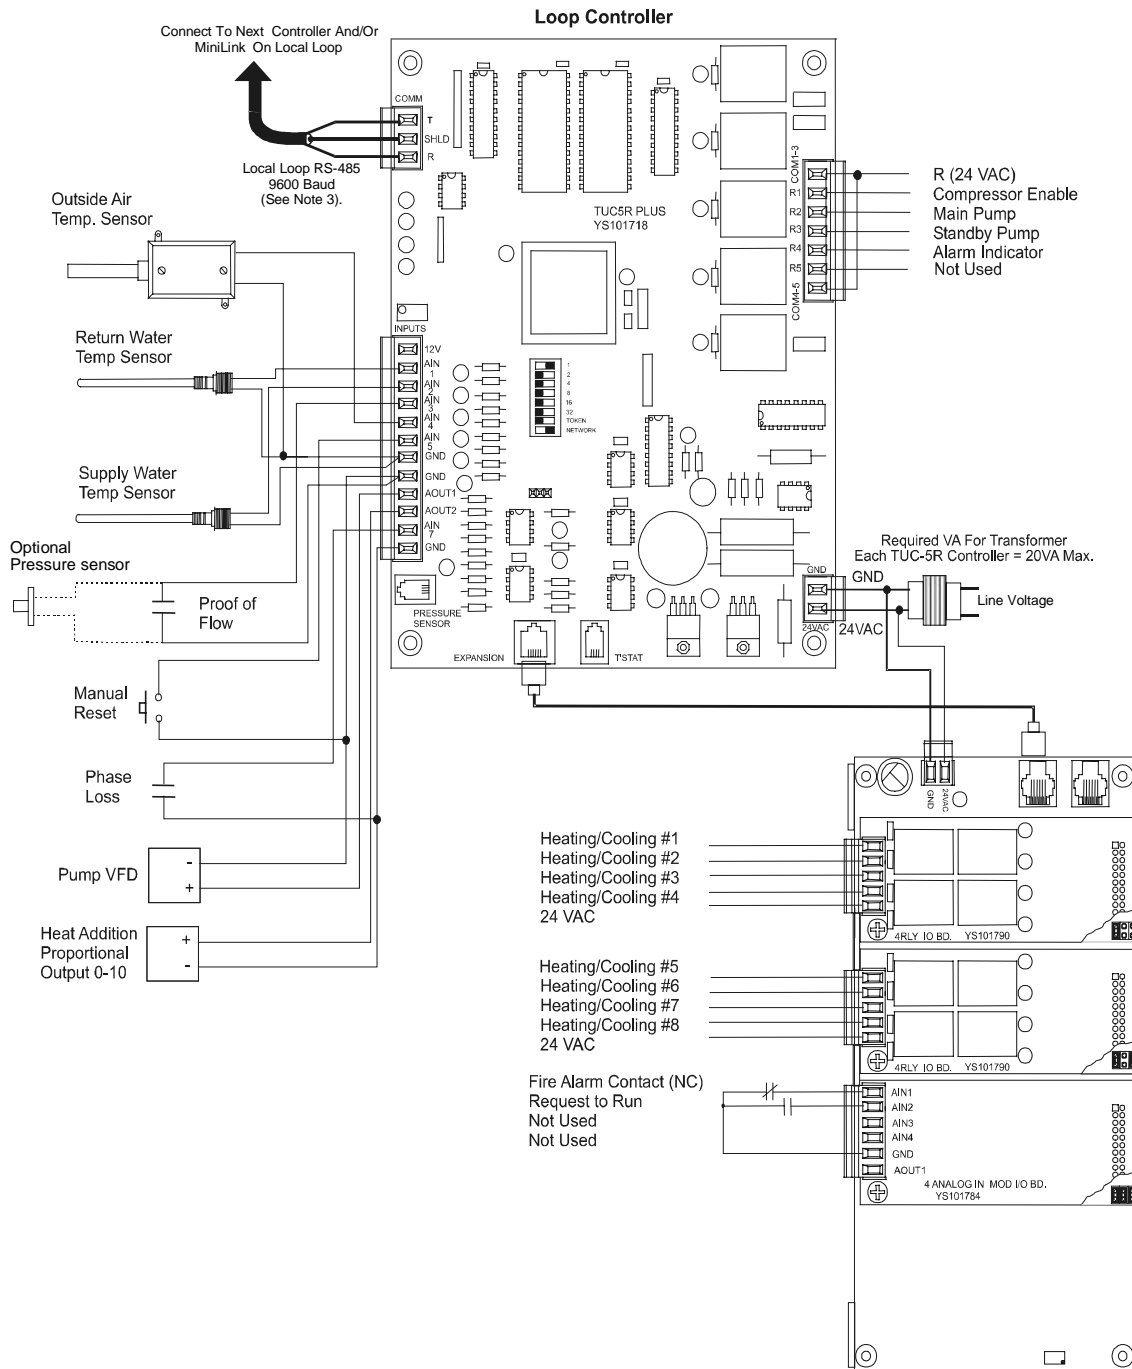 Loop Controller
Connect To Next Controller And/Or
MiniLink On Local Loop
COMM
T
SHLD
R
Local Loop RS-485
9600 Baud
(See Note 3).
Outside Air
Temp. Sensor
TUC5R PLUS
YS101718
COM1-3
R1
R2
R3
R4
R5
COM4-5
R (24 VAC)
Compressor Enable
Main Pump
Standby Pump
Alarm Indicator
Not Used
INPUTS
12V
AIN
1
AIN
2
AIN
3
AIN
4
AIN
5
GND
GND
AOUT1
AOUT2
AIN
7
GND
Return Water
Temp Sensor
Supply Water
Temp Sensor
Optional
Pressure sensor
Proof of
Flow
Manual
Reset
Phase
Loss
Pump VFD
-
+
Heat Addition
Proportional
Output 0-10
+
-
1
2
4
8
16
32
TOKEN
NETWORK
PRESSURE
SENSOR
EXPANSION
T'STAT
Required VA For Transformer
Each TUC-5R Controller = 20VA Max.
GND
GND
24VAC
24VAC
Line Voltage
GND
24VAC
Heating/Cooling #1
Heating/Cooling #2
Heating/Cooling #3
Heating/Cooling #4
24 VAC
4RLY IO BD. YS101790
Heating/Cooling #5
Heating/Cooling #6
Heating/Cooling #7
Heating/Cooling #8
24 VAC
4RLY IO BD. YS101790
Fire Alarm Contact (NC)
Request to Run
Not Used
Not Used
AIN1
AIN2
AIN3
AIN4
GND
AOUT1
4 ANALOG IN MOD I/O BD.
YS101784